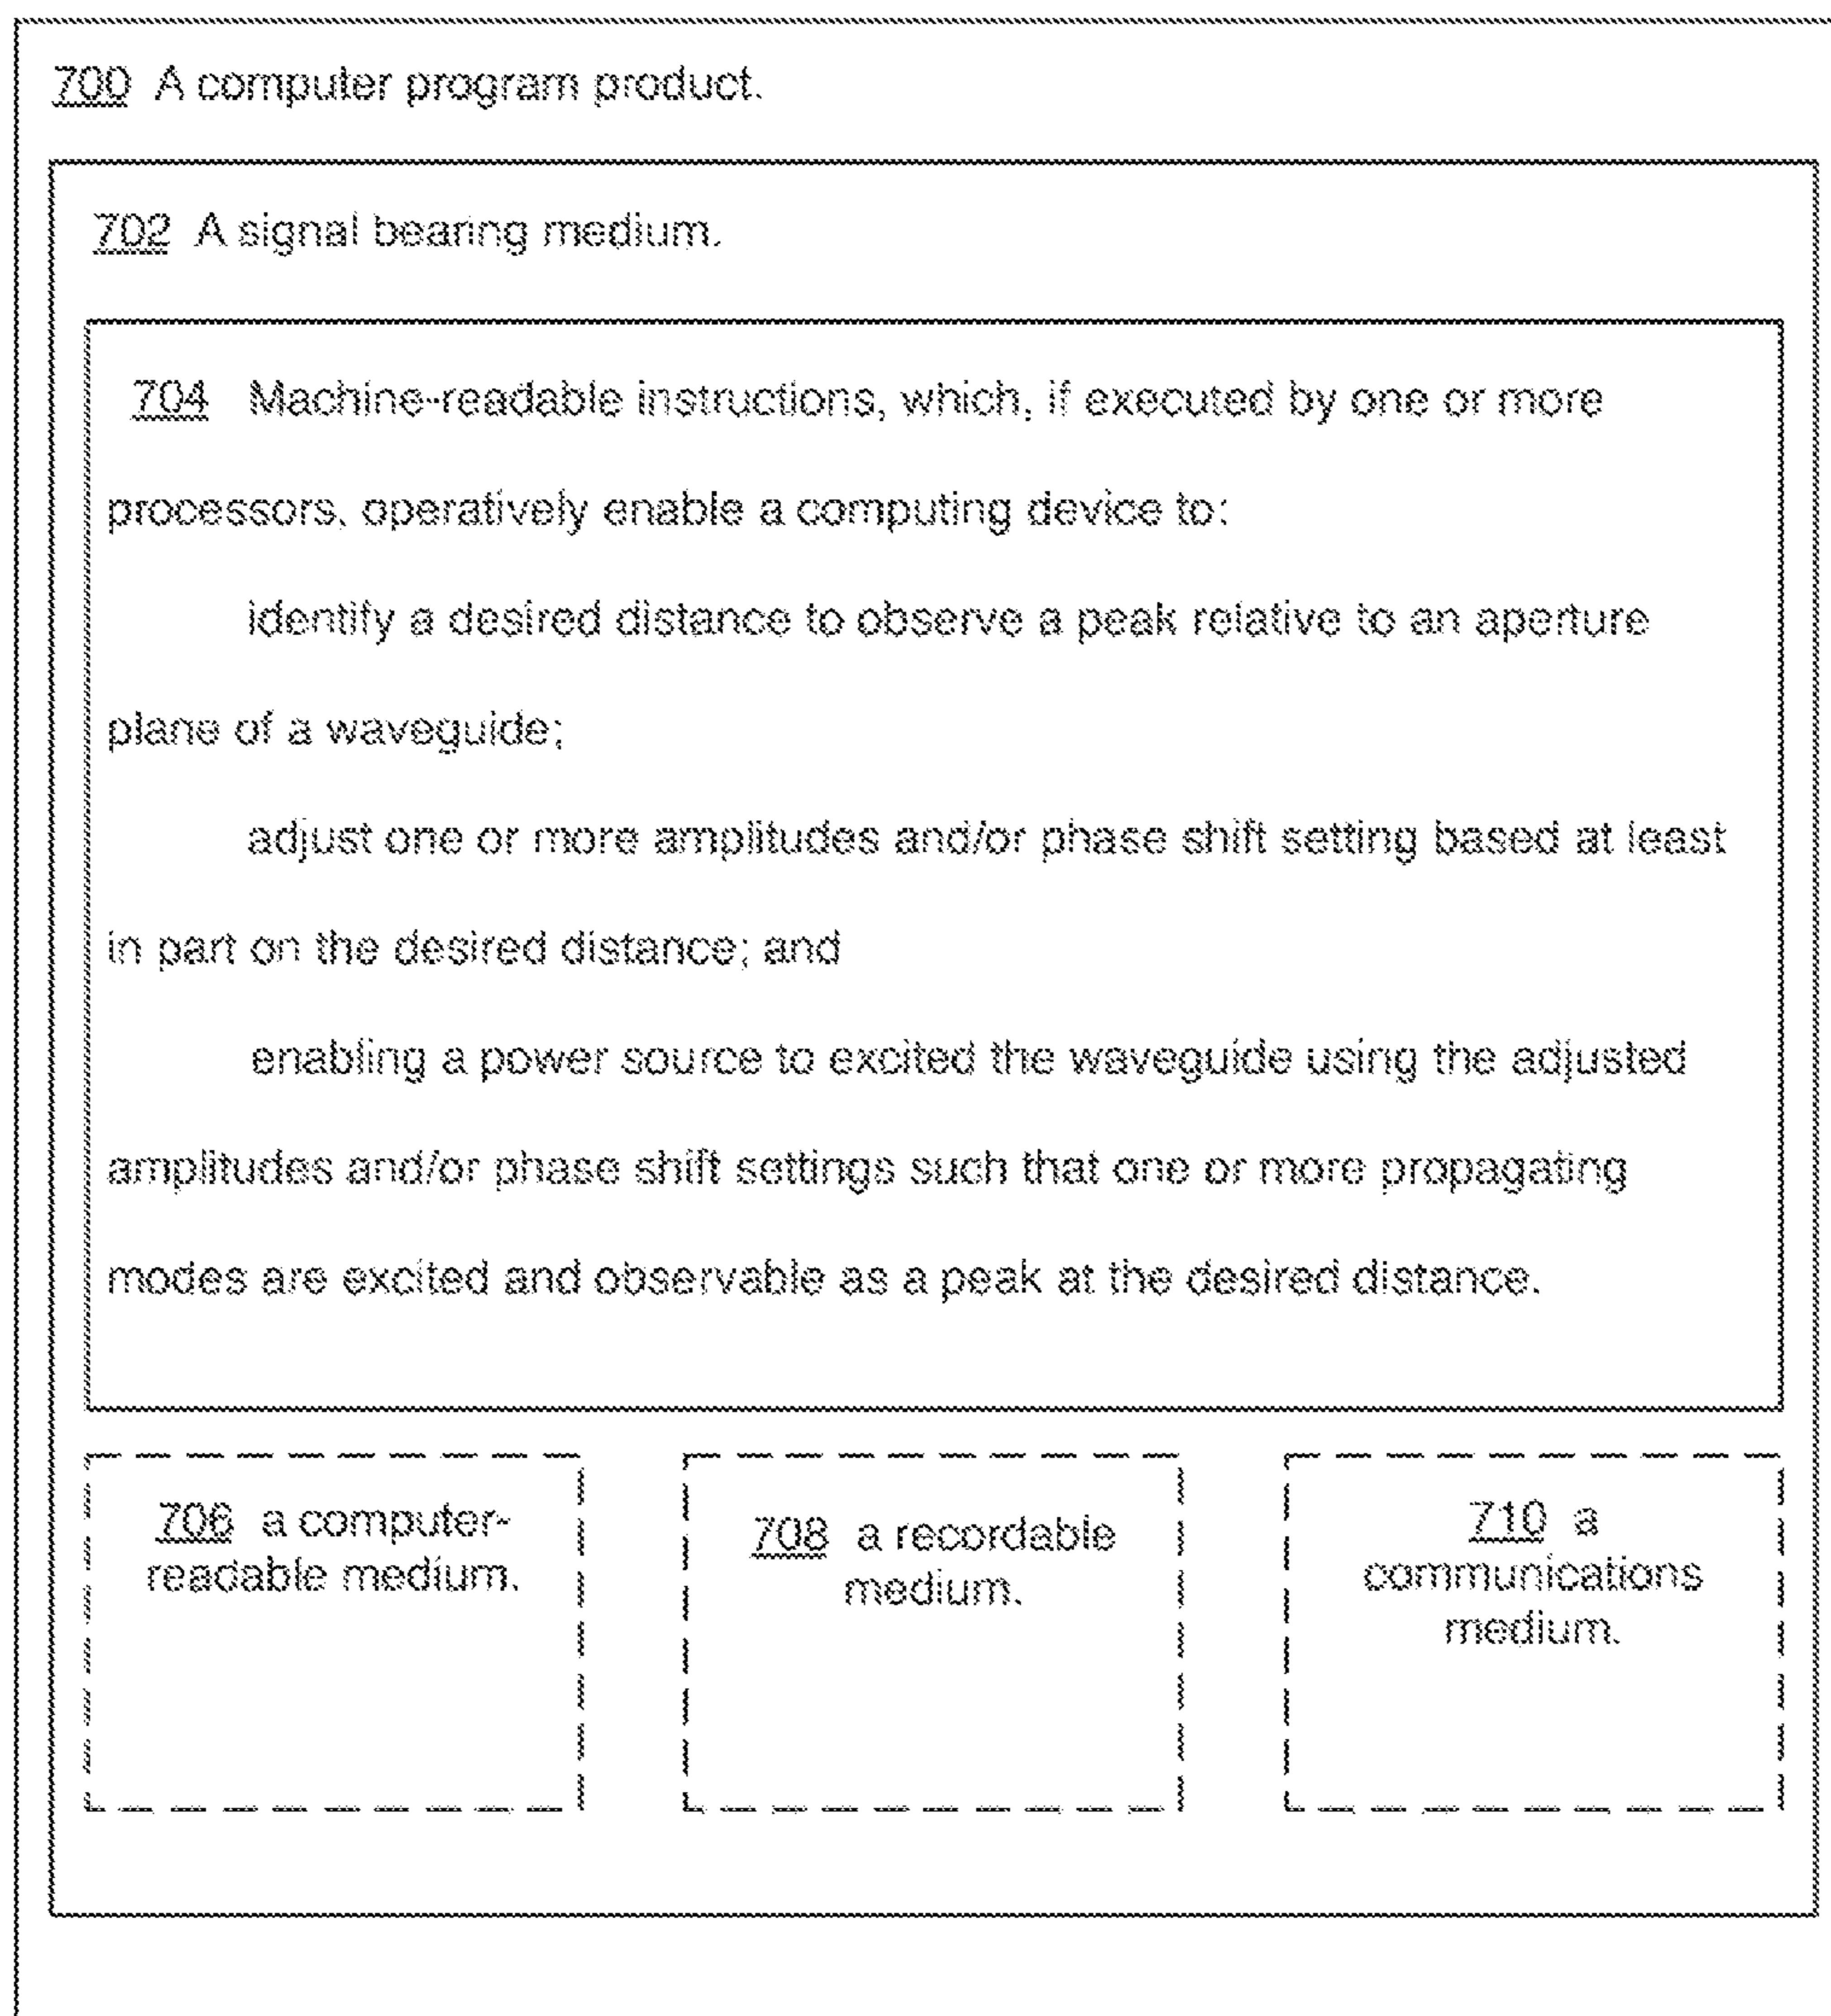 700 A computer program product.
702 A signal bearing medium.
704 Machine-readable instructions, which, if executed by one or more
processors, operatively enable a computing device to:
identify a desired distance to observe a peak relative to an aperture
plane of a waveguide;
adjust one or more amplitudes and/or phase shift setting based at least
in part on the desired distance; and
enabling a power source to excited the waveguide using the adjusted
amplitudes and/or phase shift settings such that one or more propagating
modes are excited and observable as a peak at the desired distance.
706 a computer-
readable medium.
708 a recordable
medium.
710 a
communications
medium.